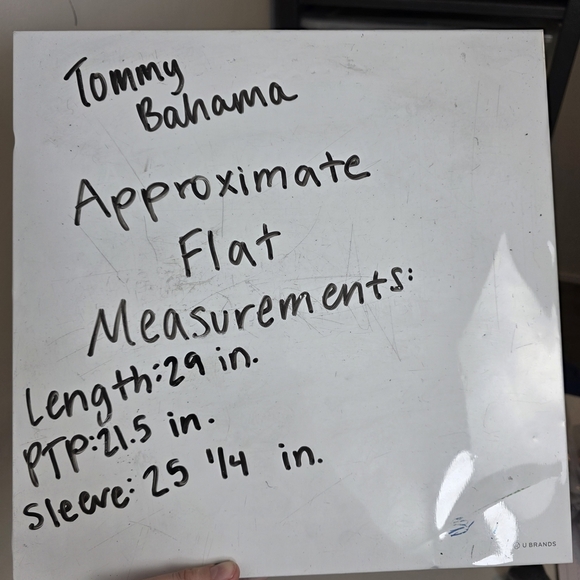 Tommy
Bahama
Approximate
Flat
Measurements:
Length: 29 in.
PTP: 21.5 in.
Sleeve: 25 1/4 in.
U BRANDS